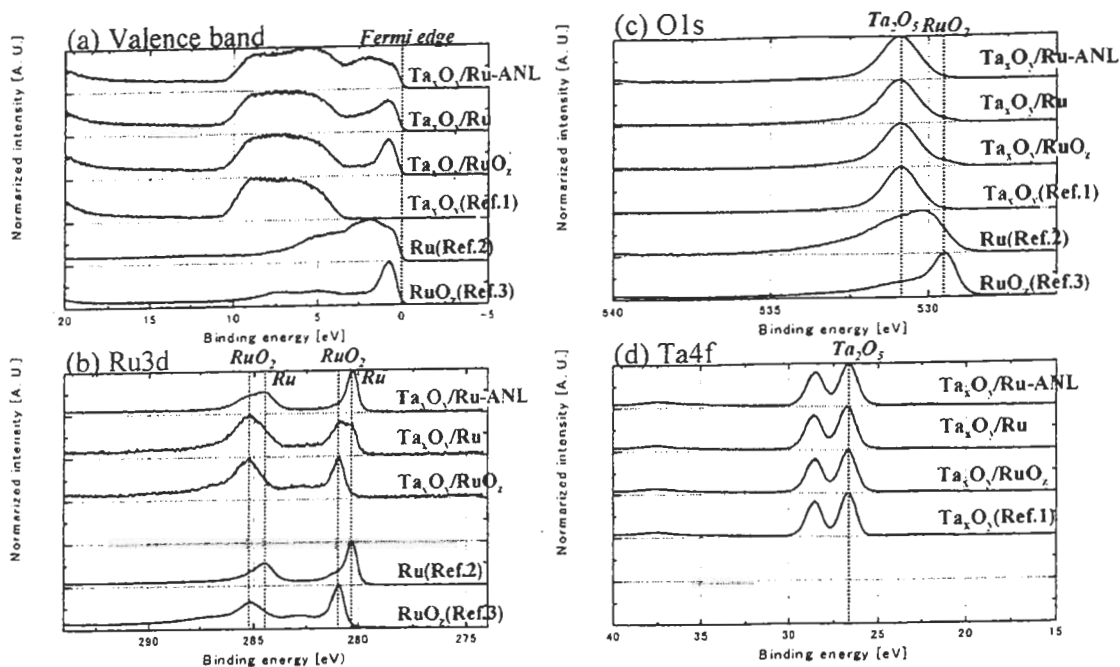 (a) Valence band
Fermi edge
Normarized intensity [A. U.]
TaxOy/Ru-ANL
TaxOy/Ru
TaxOy/RuOz
TaxOy(Ref.1)
Ru(Ref.2)
RuOz(Ref.3)
20 15 10 5 0 -5
Binding energy [eV]
(b) Ru3d
RuO2 RuO2
Ru Ru
Normarized intensity [A. U.]
TaxOy/Ru-ANL
TaxOy/Ru
TaxOy/RuOz
Ru(Ref.2)
RuOz(Ref.3)
290 285 280 275
Binding energy [eV)
(c) O1s
Ta2O5 RuO2
Normarized intensity [A. U.]
TaxOy/Ru-ANL
TaxOy/Ru
TaxOy/RuOz
TaxOy(Ref.1)
Ru(Ref.2)
RuOz(Ref.3)
540 535 530
Binding energy [eV]
(d) Ta4f
Ta2O5
Normarized intensity [A. U.]
TaxOy/Ru-ANL
TaxOy/Ru
TaxOy/RuOz
TaxOy(Ref.1)
40 35 30 25 20 15
Binding energy [eV]